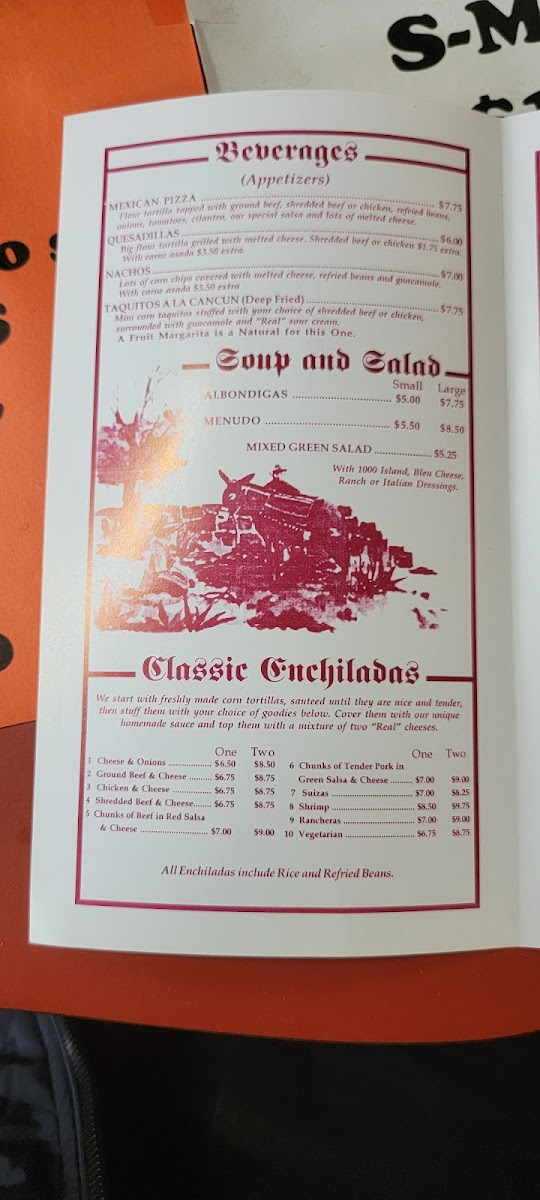 S-M
Beverages
(Appetizers)
MEXICAN PIZZA ........ $7.75
Flour tortilla topped with ground beef, shredded beef or chicken, refried beans,
onions, tomatoes, cilantro, our special salsa and lots of melted cheese.
QUESADILLAS ........ $6.00
Big flour tortilla grilled with melted cheese. Shredded beef or chicken $1.75 extra.
With carne asada $3.50 extra.
NACHOS ........ $7.00
Lots of corn chips covered with melted cheese, refried beans and guacamole.
With carne asada $3.50 extra
TAQUITOS A LA CANCUN (Deep Fried) ........ $7.75
Mini corn taquitos stuffed with your choice of shredded beef or chicken,
surrounded with guacamole and "Real" sour cream.
A Fruit Margarita is a Natural for this One.
Soup and Salad
Small Large
ALBONDIGAS ........ $5.00 $7.75
MENUDO ........ $5.50 $8.50
MIXED GREEN SALAD ........ $5.25
With 1000 Island, Bleu Cheese,
Ranch or Italian Dressings.
Classic Enchiladas
We start with freshly made corn tortillas, sauteed until they are nice and tender,
then stuff them with your choice of goodies below. Cover them with our unique
homemade sauce and top them with a mixture of two "Real" cheeses.
One Two
1 Cheese & Onions ........ $6.50 $8.50
2 Ground Beef & Cheese ........ $6.75 $8.75
3 Chicken & Cheese ........ $6.75 $8.75
4 Shredded Beef & Cheese........ $6.75 $8.75
5 Chunks of Beef in Red Salsa
& Cheese ........ $7.00 $9.00
One Two
6 Chunks of Tender Pork in
Green Salsa & Cheese ........ $7.00 $9.00
7 Suizas ........ $7.00 $8.25
8 Shrimp ........ $8.50 $9.75
9 Rancheras ........ $7.00 $9.00
10 Vegetarian ........ $6.75 $8.75
All Enchiladas include Rice and Refried Beans.